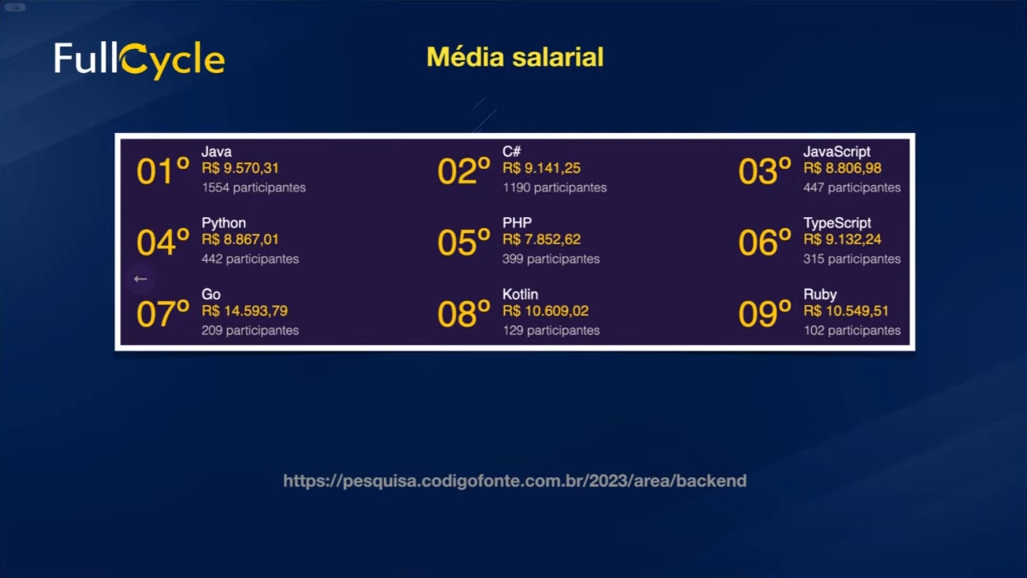 FullCycle
Média salarial
01º
Java
R$ 9.570,31
1554 participantes
02º
C#
R$ 9.141,25
1190 participantes
03º
JavaScript
R$ 8.806,98
447 participantes
04º
Python
R$ 8.867,01
442 participantes
05º
PHP
R$ 7.852,62
399 participantes
06º
TypeScript
R$ 9.132,24
315 participantes
07º
Go
R$ 14.593,79
209 participantes
08º
Kotlin
R$ 10.609,02
129 participantes
09º
Ruby
R$ 10.549,51
102 participantes
https://pesquisa.codigofonte.com.br/2023/area/backend